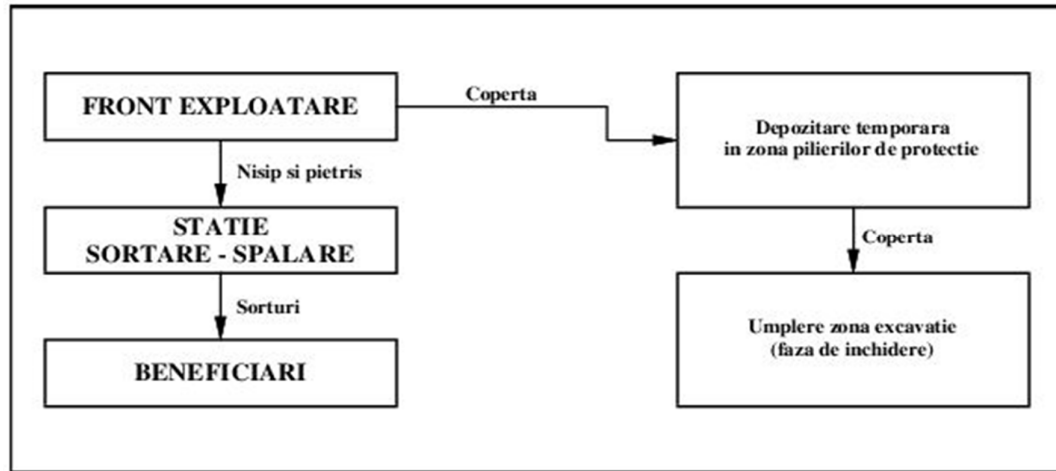 FRONT EXPLOATARE
Coperta
Depozitare temporara
in zona pilierilor de protectie
Nisip si pietris
STATIE
SORTARE - SPALARE
Coperta
Sorturi
Umplere zona excavatie
(faza de inchidere)
BENEFICIARI